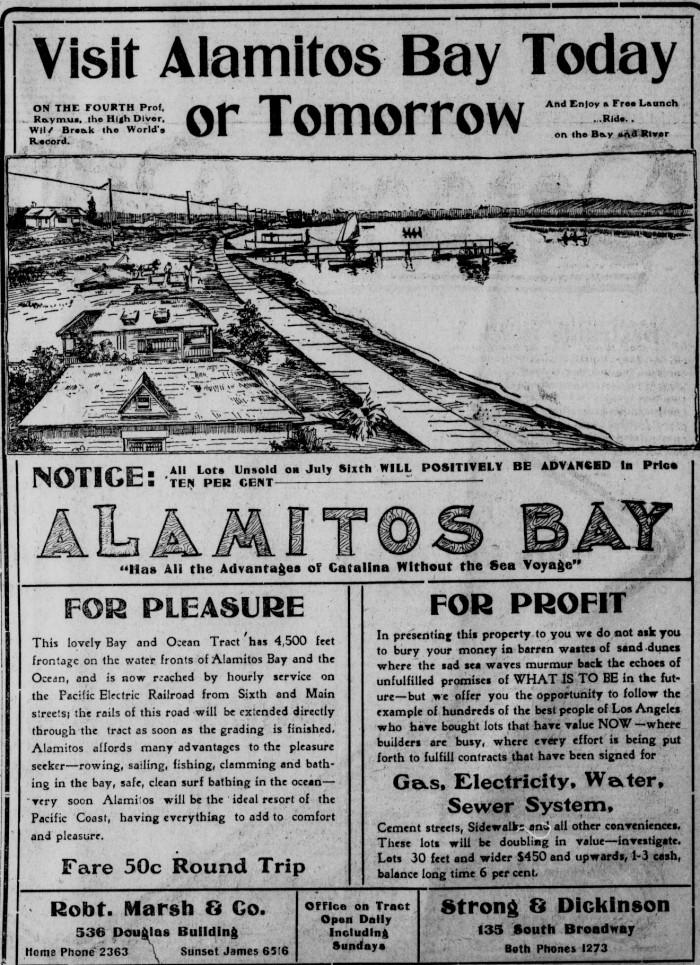 Visit Alamitos Bay Today
or Tomorrow
ON THE FOURTH Prof.
Raymus, the High Diver,
Will Break the World's
Record.
And Enjoy a Free Launch
...Ride..
on the Bay and River
NOTICE: All Lots Unsold on July Sixth WILL POSITIVELY BE ADVANCED in Price
TEN PER CENT
ALAMITOS BAY
"Has All the Advantages of Catalina Without the Sea Voyage"
FOR PLEASURE
This lovely Bay and Ocean Tract has 4,500 feet
frontage on the water fronts of Alamitos Bay and the
Ocean, and is now reached by hourly service on
the Pacific Electric Railroad from Sixth and Main
streets; the rails of this road will be extended directly
through the tract as soon as the grading is finished.
Alamitos affords many advantages to the pleasure
seeker—rowing, sailing, fishing, clamming and bath-
ing in the bay, safe, clean surf bathing in the ocean—
very soon Alamitos will be the ideal resort of the
Pacific Coast, having everything to add to comfort
and pleasure.
Fare 50c Round Trip
FOR PROFIT
In presenting this property to you we do not ask you
to bury your money in barren wastes of sand dunes
where the sad sea waves murmur back the echoes of
unfulfilled promises of WHAT IS TO BE in the fut-
ure—but we offer you the opportunity to follow the
example of hundreds of the best people of Los Angeles
who have bought lots that have value NOW—where
builders are busy, where every effort is being put
forth to fulfill contracts that have been signed for
Gas, Electricity, Water,
Sewer System,
Cement streets, Sidewalks and all other conveniences.
These lots will be doubling in value—investigate.
Lots 30 feet and wider $450 and upwards, 1-3 cash,
balance long time 6 per cent.
Robt. Marsh & Co.
536 Douglas Building
Home Phone 2363 Sunset James 6516
Office on Tract
Open Daily
Including
Sundays
Strong & Dickinson
135 South Broadway
Both Phones 1273